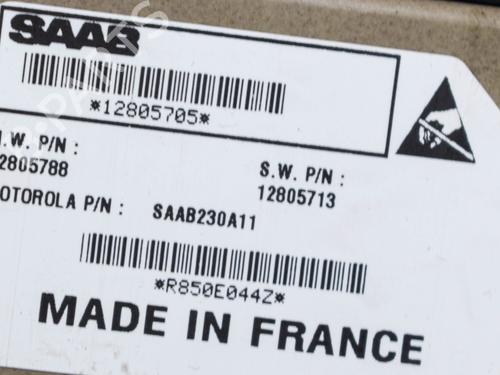 SAAB
*12805705*
.W. P/N :
2805788
S.W. P/N :
12805713
OTOROLA P/N : SAAB230A11
*R850E044Z*
MADE IN FRANCE